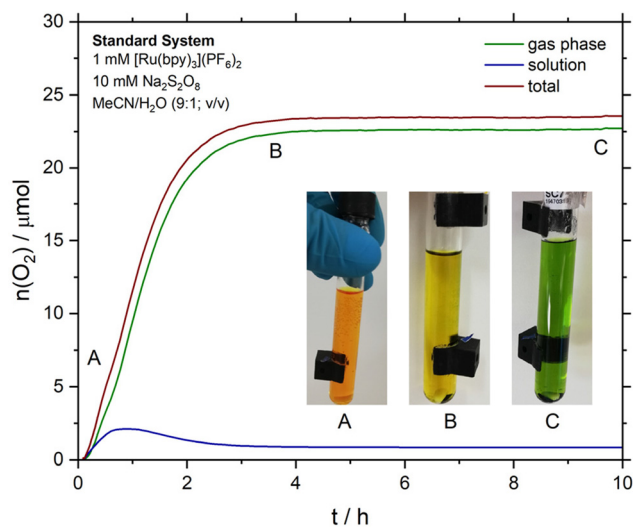 30
25
20
15
10
5
0
n(O₂) / μmol
Standard System
1 mM [Ru(bpy)₃](PF₆)₂
10 mM Na₂S₂O₈
MeCN/H₂O (9:1; v/v)
gas phase
solution
total
A
B
C
SC7
A
B
C
0
2
4
6
8
10
t / h